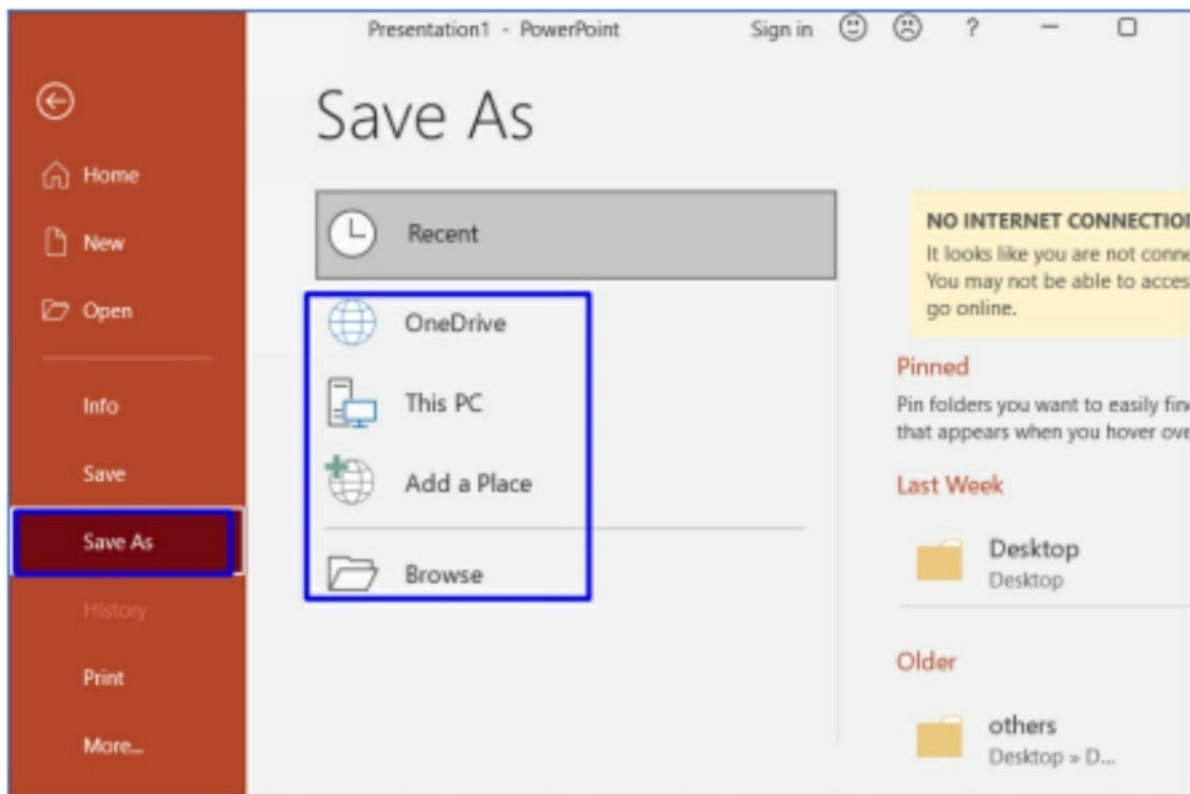 Presentation1 - PowerPoint
Sign in
?
Save As
Home
New
Open
Info
Save
Save As
History
Print
More...
Recent
OneDrive
This PC
Add a Place
Browse
NO INTERNET CONNECTION
It looks like you are not conne
You may not be able to acces
go online.
Pinned
Pin folders you want to easily fin
that appears when you hover ove
Last Week
Desktop
Desktop
Older
others
Desktop » D...